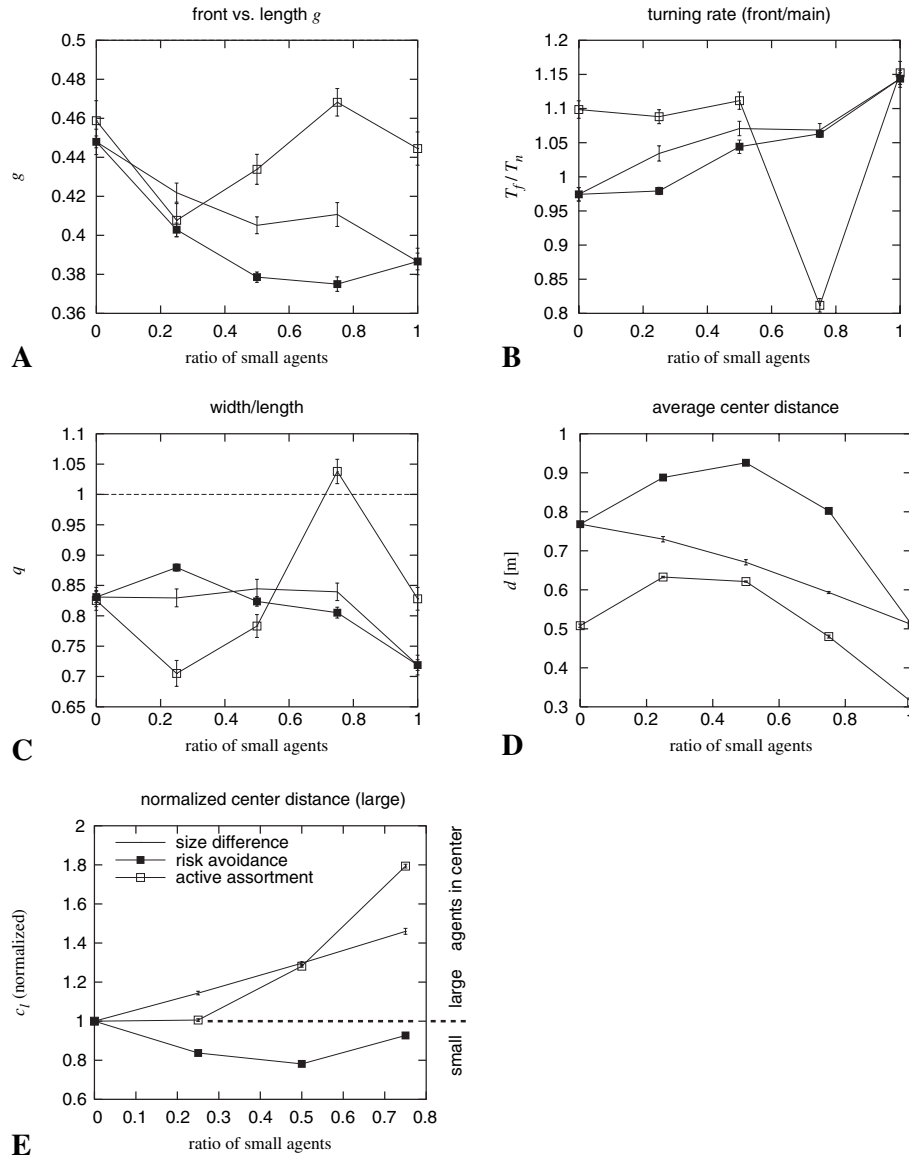 front vs. length g
0.5
0.48
0.46
0.44
0.42
0.4
0.38
0.36
g
0 0.2 0.4 0.6 0.8 1
ratio of small agents
A
turning rate (front/main)
1.15
1.1
1.05
1
0.95
0.9
0.85
0.8
T_f / T_n
0 0.2 0.4 0.6 0.8 1
ratio of small agents
B
width/length
1.1
1.05
1
0.95
0.9
0.85
0.8
0.75
0.7
0.65
q
0 0.2 0.4 0.6 0.8 1
ratio of small agents
C
average center distance
1
0.9
0.8
0.7
0.6
0.5
0.4
0.3
d [m]
0 0.2 0.4 0.6 0.8 1
ratio of small agents
D
normalized center distance (large)
2
1.8
1.6
1.4
1.2
1
0.8
0.6
c_l (normalized)
size difference
risk avoidance
active assortment
small large agents in center
0 0.1 0.2 0.3 0.4 0.5 0.6 0.7 0.8
ratio of small agents
E